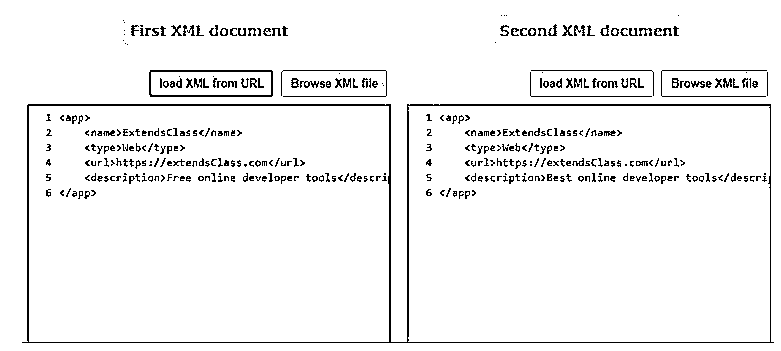 First XML document
load XML from URL Browse XML file
1 <app>
2 <name>ExtendsClass</name>
3 <type>Web</type>
4 <url>https://extendsClass.com</url>
5 <description>Free online developer tools</descri
6 </app>
Second XML document
load XML from URL Browse XML file
1 <app>
2 <name>ExtendsClass</name>
3 <type>Web</type>
4 <url>https://extendsClass.com</url>
5 <description>Best online developer tools</descrip
6 </app>